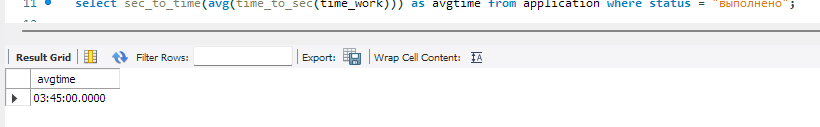 11 select sec_to_time(avg(time_to_sec(time_work))) as avgtime from application where status = "выполнено";
Result Grid Filter Rows: Export: Wrap Cell Content:
avgtime
03:45:00.0000